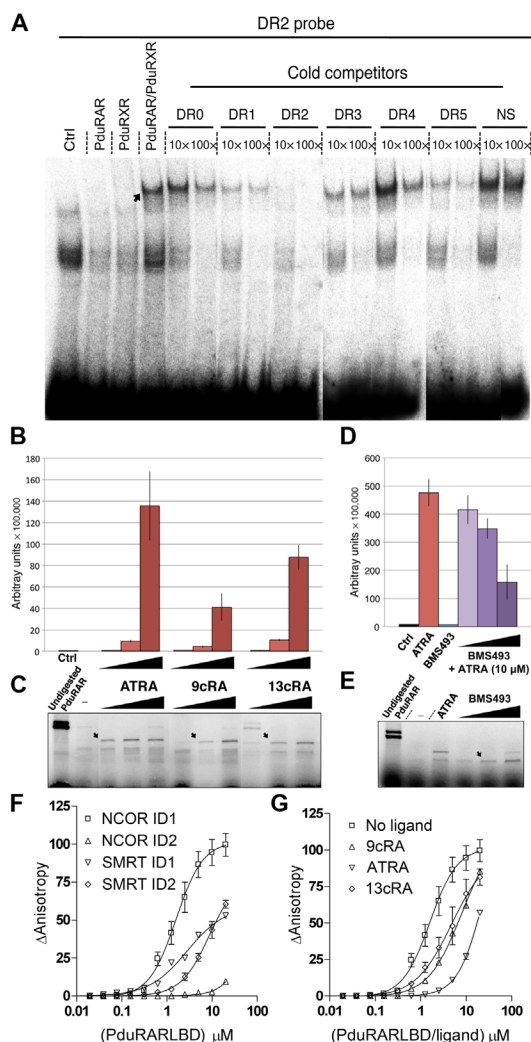 A
DR2 probe
Cold competitors
Ctrl
PduRAR
PduRXR
PduRAR/PduRXR
DR0 DR1 DR2 DR3 DR4 DR5 NS
10× 100× 10× 100× 10× 100× 10× 100× 10× 100× 10× 100× 10× 100×
B
Arbitray units × 100,000
180
160
140
120
100
80
60
40
20
0
Ctrl
D
Arbitray units × 100,000
600
500
400
300
200
100
0
Ctrl
ATRA
BMS493
BMS493
+ ATRA (10 µM)
C
Undigested
PduRAR
–
ATRA 9cRA 13cRA
E
Undigested
PduRAR
–
ATRA
BMS493
F
ΔAnisotropy
125
100
75
50
25
0
NCOR ID1
NCOR ID2
SMRT ID1
SMRT ID2
0.01 0.1 1 10 100
(PduRARLBD) µM
G
ΔAnisotropy
125
100
75
50
25
0
No ligand
9cRA
ATRA
13cRA
0.01 0.1 1 10 100
(PduRARLBD/ligand) µM